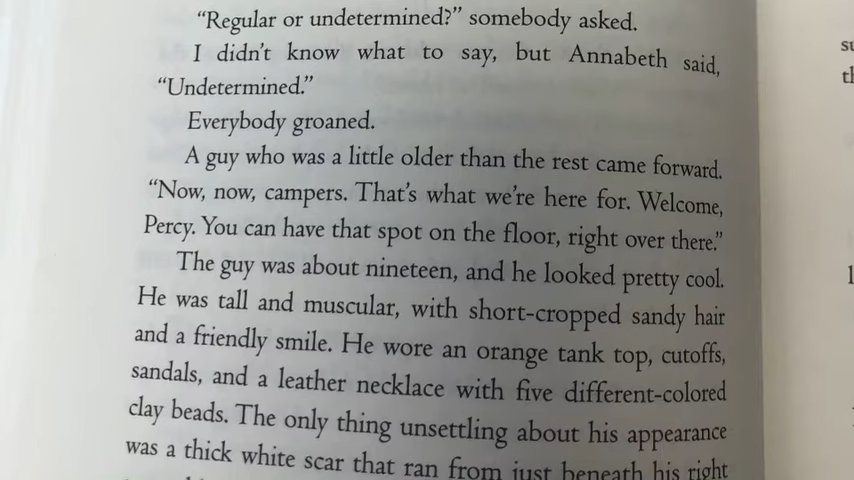 “Regular or undetermined?” somebody asked.
I didn’t know what to say, but Annabeth said,
“Undetermined.”
Everybody groaned.
A guy who was a little older than the rest came forward.
“Now, now, campers. That’s what we’re here for. Welcome,
Percy. You can have that spot on the floor, right over there.”
The guy was about nineteen, and he looked pretty cool.
He was tall and muscular, with short-cropped sandy hair
and a friendly smile. He wore an orange tank top, cutoffs,
sandals, and a leather necklace with five different-colored
clay beads. The only thing unsettling about his appearance
was a thick white scar that ran from just beneath his right